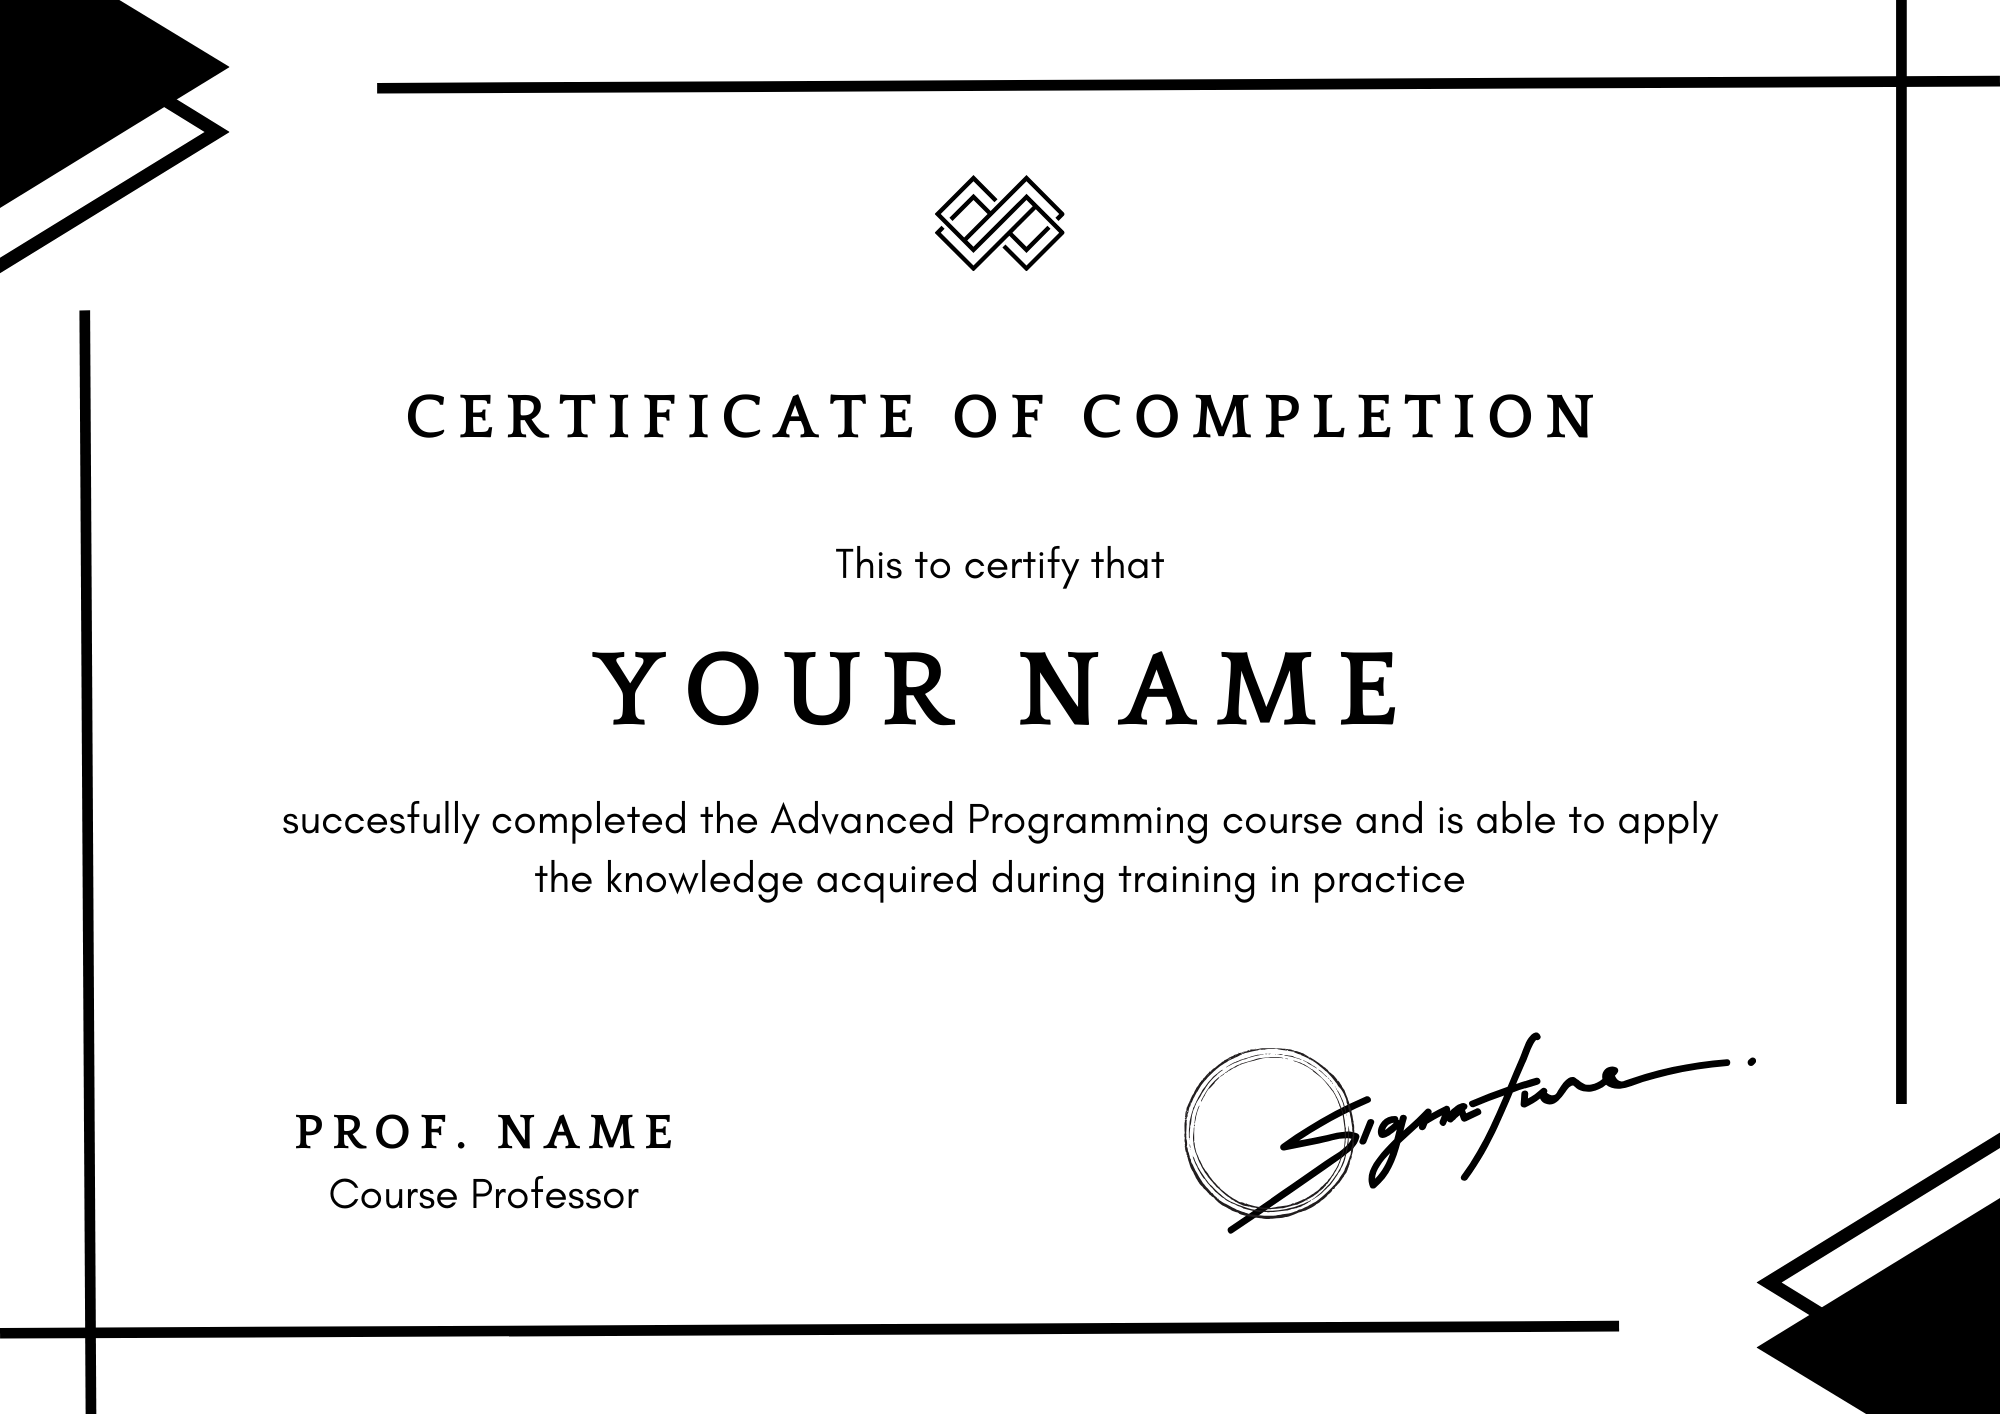 CERTIFICATE OF COMPLETION
This to certify that
YOUR NAME
succesfully completed the Advanced Programming course and is able to apply
the knowledge acquired during training in practice
Signature
PROF. NAME
Course Professor